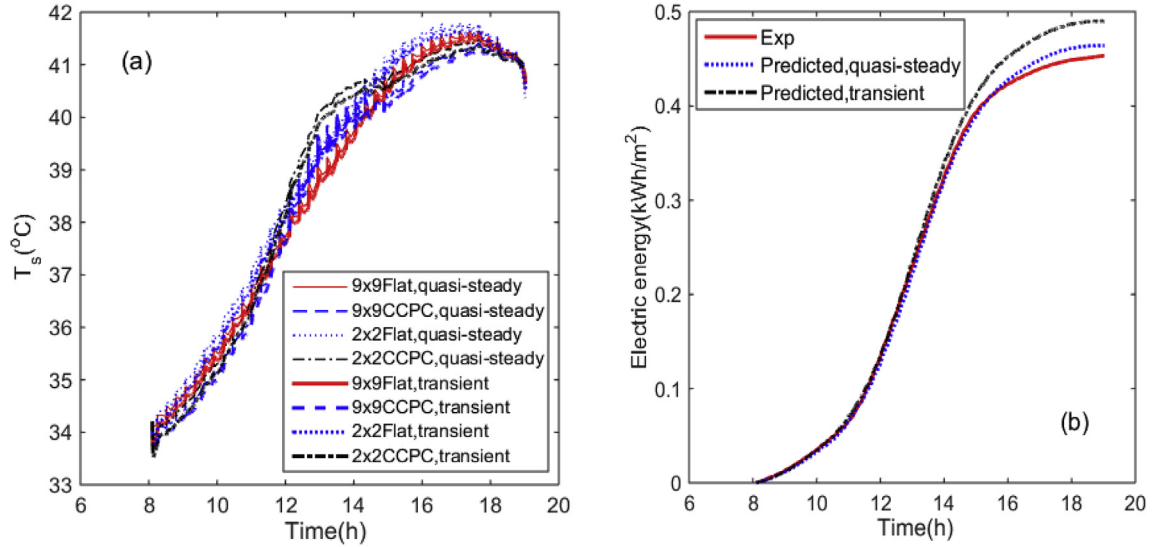 (a)
42
41
40
39
38
37
36
35
34
33
T_s(°C)
9x9Flat,quasi-steady
9x9CCPC,quasi-steady
2x2Flat,quasi-steady
2x2CCPC,quasi-steady
9x9Flat,transient
9x9CCPC,transient
2x2Flat,transient
2x2CCPC,transient
6 8 10 12 14 16 18 20
Time(h)
0.5
0.4
0.3
0.2
0.1
0
Electric energy(kWh/m²)
Exp
Predicted,quasi-steady
Predicted,transient
(b)
6 8 10 12 14 16 18 20
Time(h)